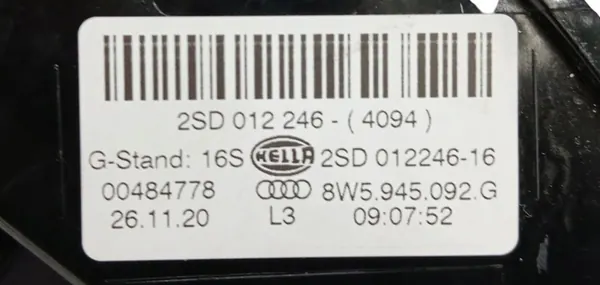 2SD 012 246 - ( 4094 )
G-Stand: 16S HELLA 2SD 012246-16
00484778 8W5.945.092.G
26.11.20 L3 09:07:52